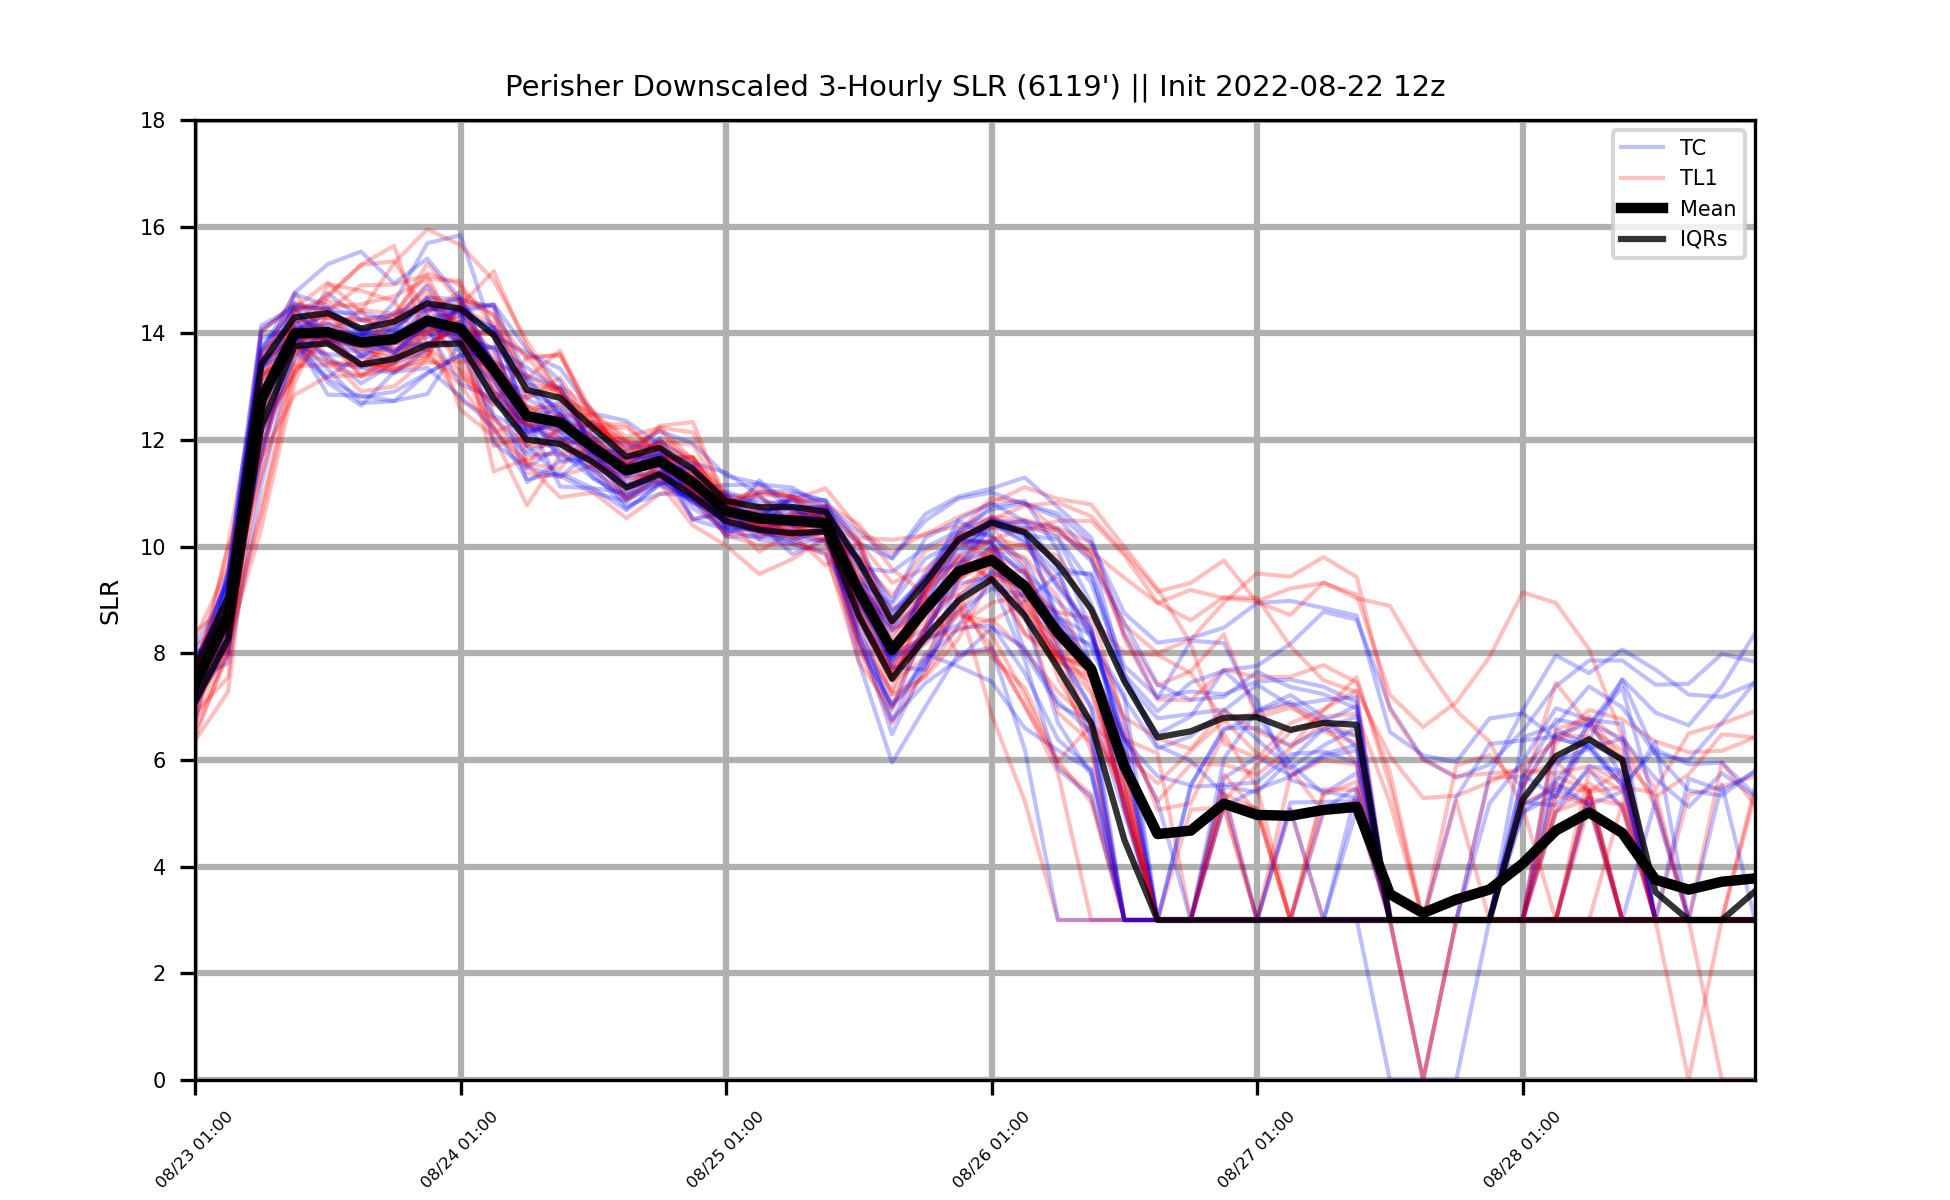 Perisher Downscaled 3-Hourly SLR (6119') || Init 2022-08-22 12z
18
16
14
12
10
8
6
4
2
0
SLR
TC
TL1
Mean
IQRs
08/23 01:00
08/24 01:00
08/25 01:00
08/26 01:00
08/27 01:00
08/28 01:00